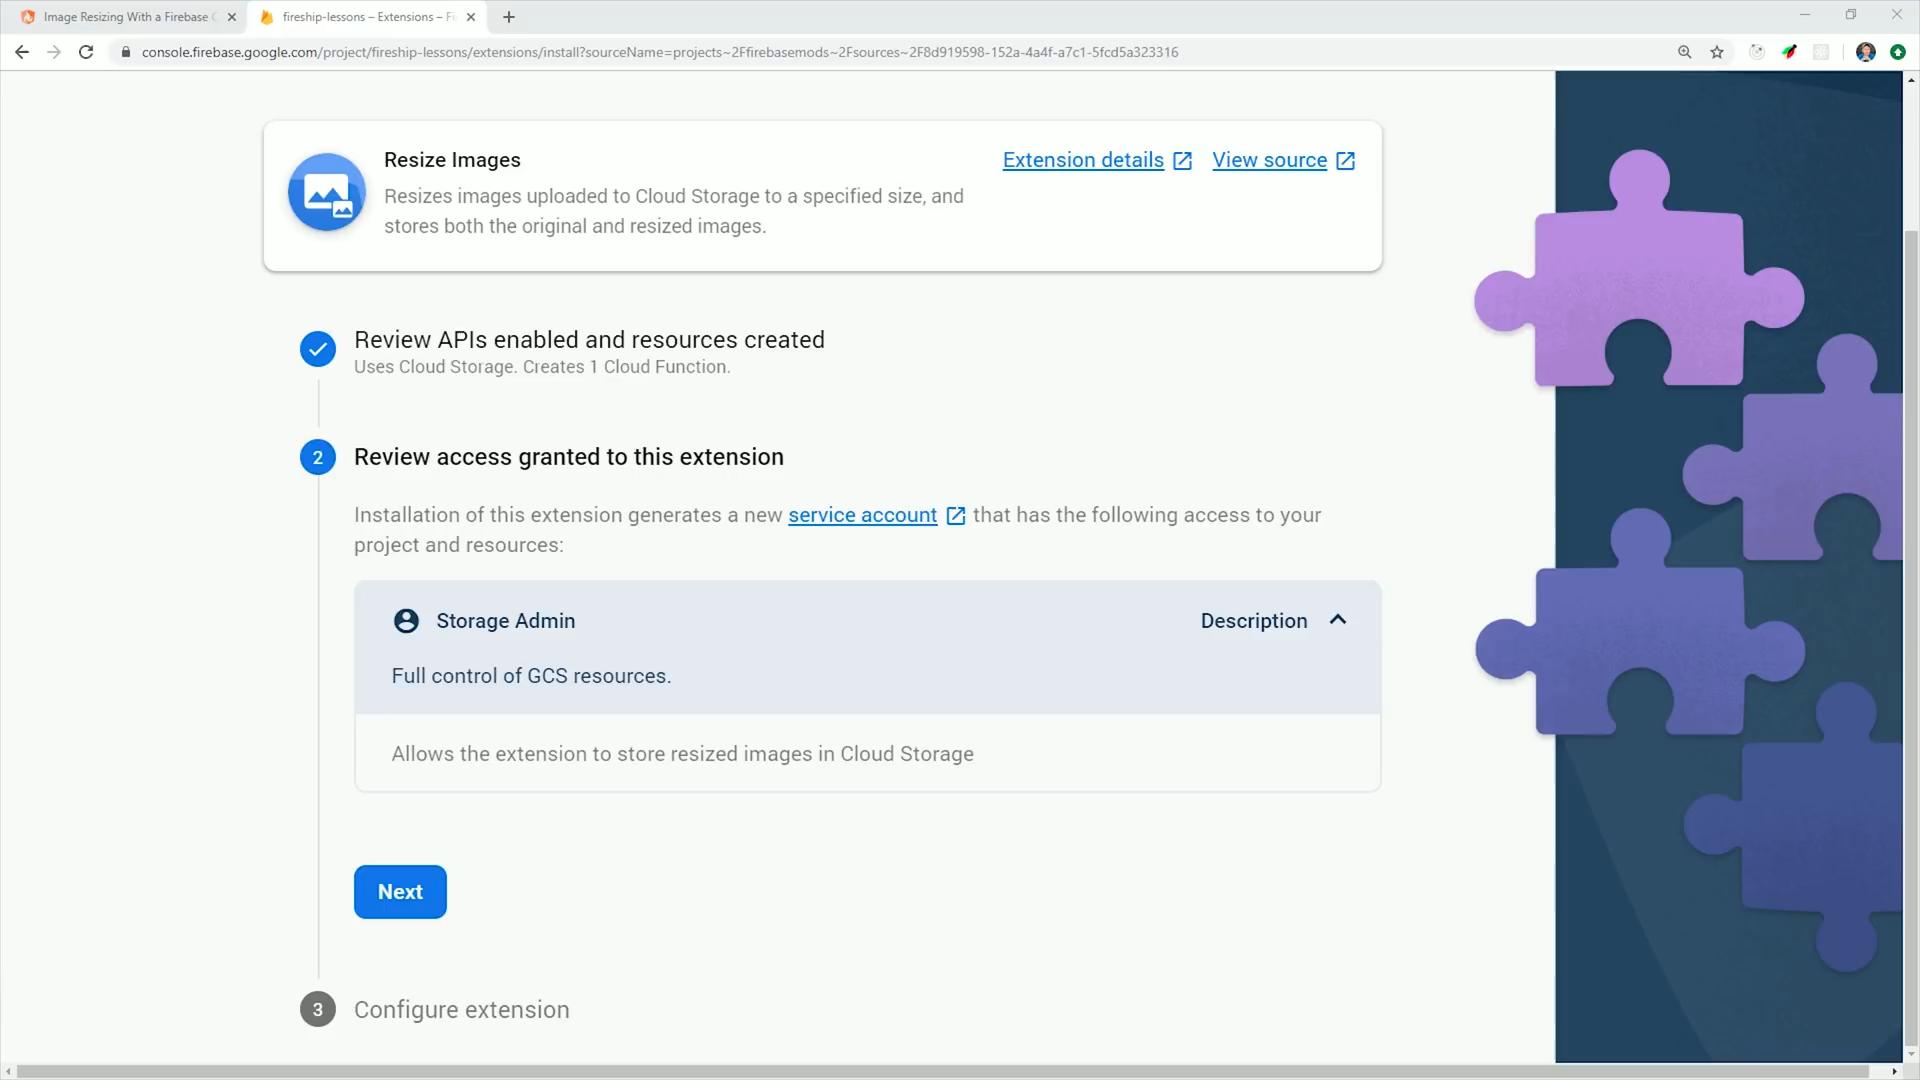 Image Resizing With a Firebase
fireship-lessons – Extensions –
console.firebase.google.com/project/fireship-lessons/extensions/install?sourceName=projects~2Ffirebasemods~2Fsources~2F8d919598-152a-4a4f-a7c1-5fcd5a323316
Resize Images
Extension details
View source
Resizes images uploaded to Cloud Storage to a specified size, and
stores both the original and resized images.
Review APIs enabled and resources created
Uses Cloud Storage. Creates 1 Cloud Function.
2
Review access granted to this extension
Installation of this extension generates a new service account that has the following access to your
project and resources:
Storage Admin
Description
Full control of GCS resources.
Allows the extension to store resized images in Cloud Storage
Next
3
Configure extension